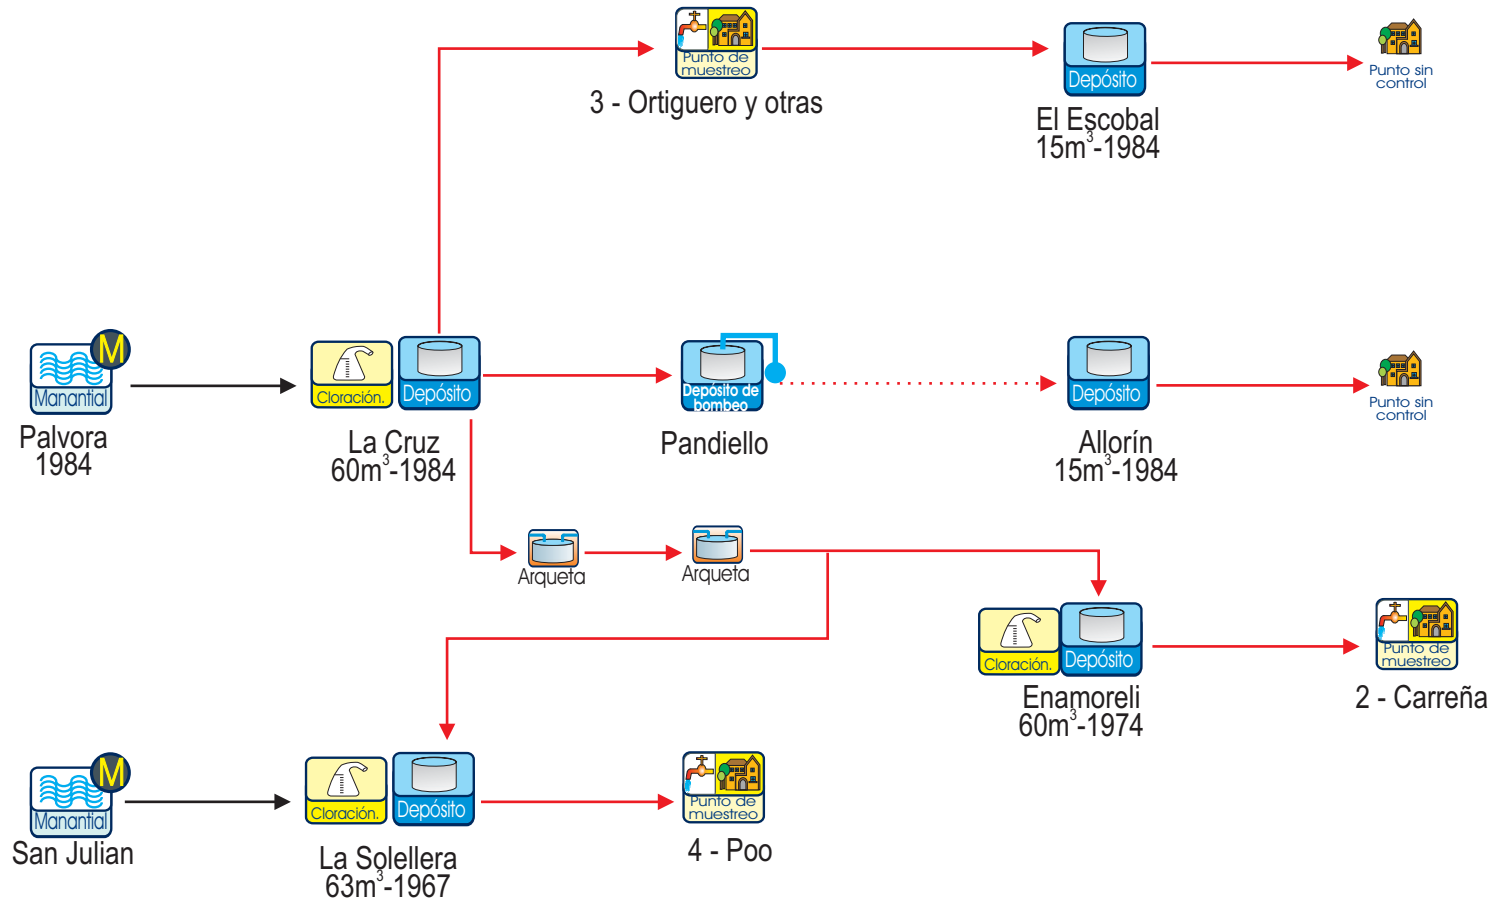 Punto de
muestreo
3 - Ortiguero y otras
Depósito
El Escobal
15m³-1984
Punto sin
control
M
Manantial
Palvora
1984
Cloración.
Depósito
La Cruz
60m³-1984
Depósito de
bombeo
Pandiello
Depósito
Allorín
15m³-1984
Punto sin
control
Arqueta
Arqueta
Cloración.
Depósito
Enamoreli
60m³-1974
Punto de
muestreo
2 - Carreña
M
Manantial
San Julian
Cloración.
Depósito
La Solellera
63m³-1967
Punto de
muestreo
4 - Poo